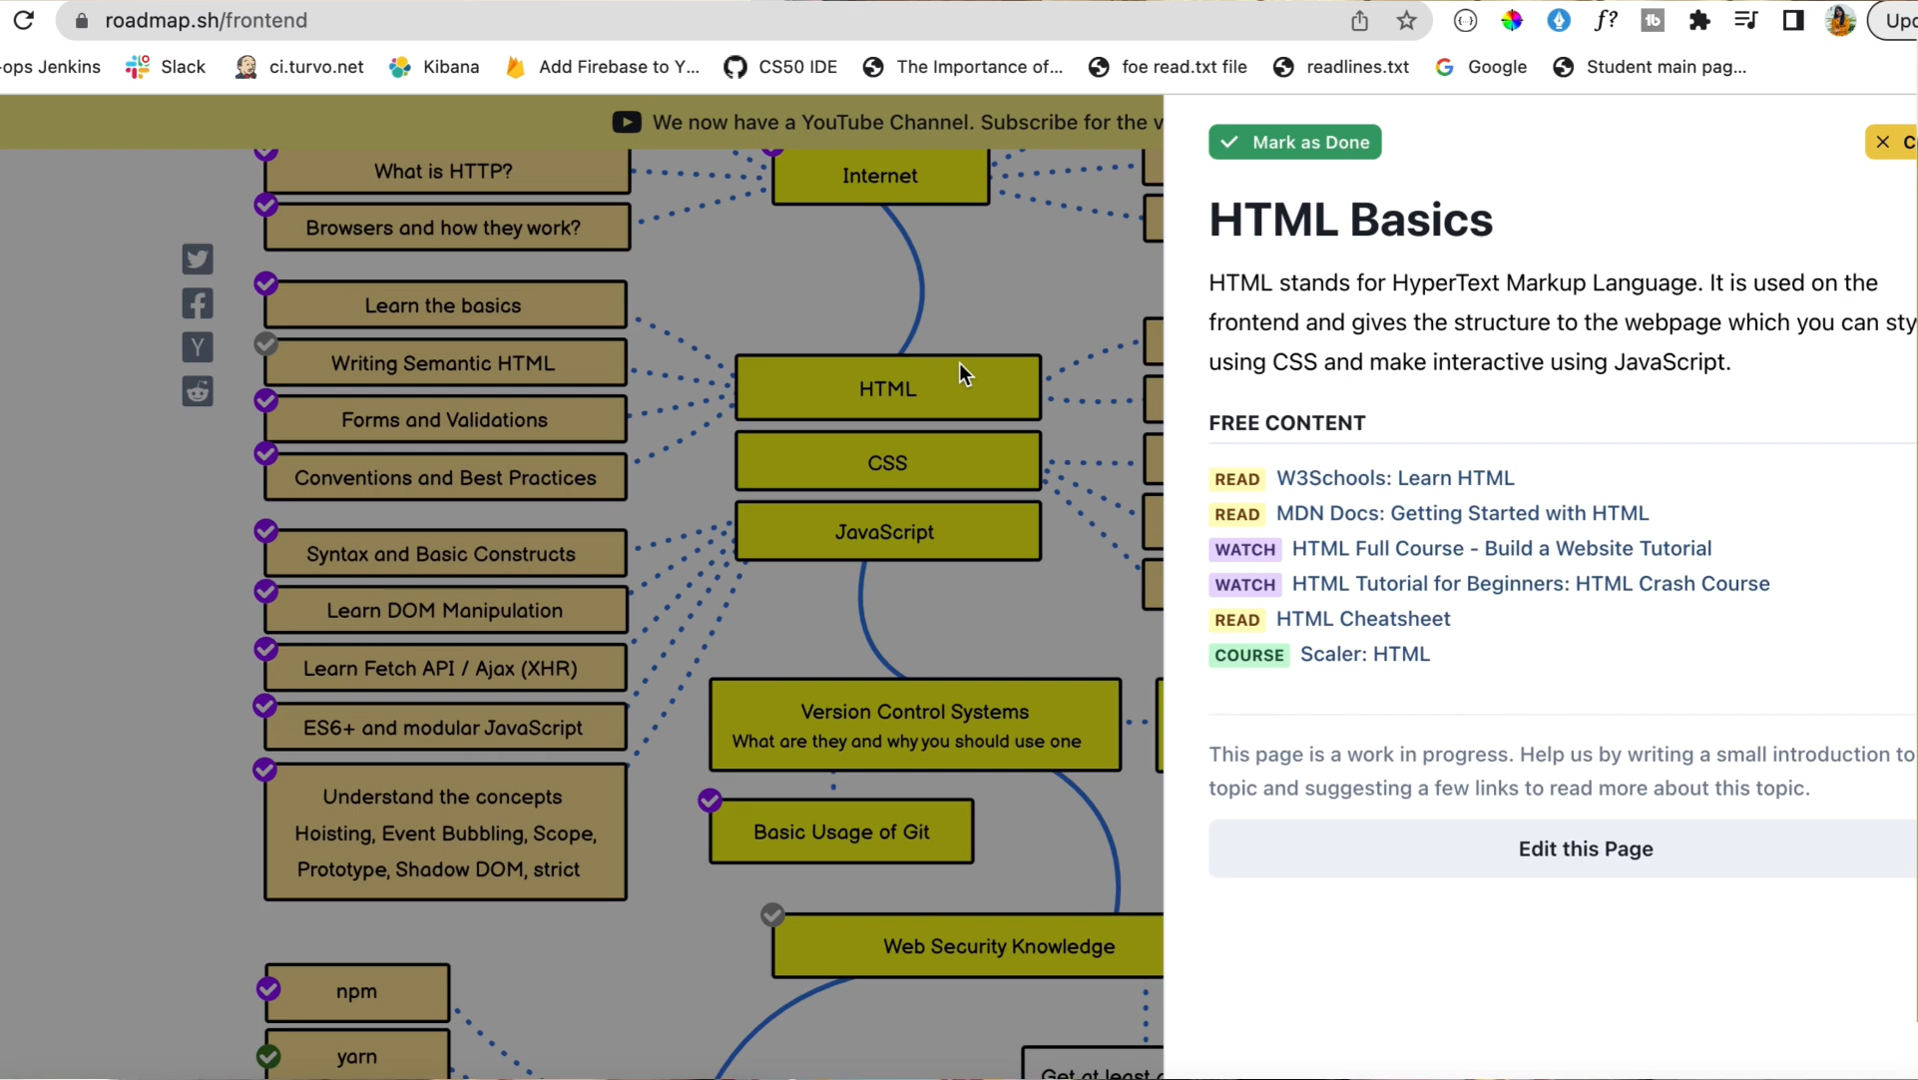 roadmap.sh/frontend
f?
tb
-ops Jenkins
Slack
ci.turvo.net
Kibana
Add Firebase to Y...
CS50 IDE
The Importance of...
foe read.txt file
readlines.txt
Google
Student main pag...
We now have a YouTube Channel. Subscribe for the v
What is HTTP?
Browsers and how they work?
Learn the basics
Writing Semantic HTML
Forms and Validations
Conventions and Best Practices
Syntax and Basic Constructs
Learn DOM Manipulation
Learn Fetch API / Ajax (XHR)
ES6+ and modular JavaScript
Understand the concepts
Hoisting, Event Bubbling, Scope,
Prototype, Shadow DOM, strict
npm
yarn
Internet
HTML
CSS
JavaScript
Version Control Systems
What are they and why you should use one
Basic Usage of Git
Web Security Knowledge
Get at least
Mark as Done
HTML Basics
HTML stands for HyperText Markup Language. It is used on the
frontend and gives the structure to the webpage which you can sty
using CSS and make interactive using JavaScript.
FREE CONTENT
READ W3Schools: Learn HTML
READ MDN Docs: Getting Started with HTML
WATCH HTML Full Course - Build a Website Tutorial
WATCH HTML Tutorial for Beginners: HTML Crash Course
READ HTML Cheatsheet
COURSE Scaler: HTML
This page is a work in progress. Help us by writing a small introduction to
topic and suggesting a few links to read more about this topic.
Edit this Page